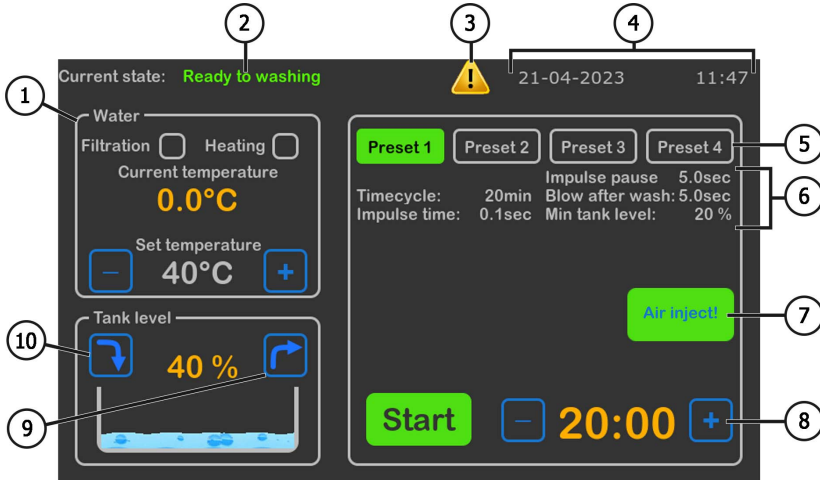 2
3
4
Current state: Ready to washing
21-04-2023 11:47
1
Water
Filtration Heating
Current temperature
0.0°C
Set temperature
− 40°C +
Tank level
10
40 %
9
Preset 1 Preset 2 Preset 3 Preset 4
5
Impulse pause 5.0sec
Timecycle: 20min Blow after wash: 5.0sec
Impulse time: 0.1sec Min tank level: 20 %
6
Air inject!
7
Start − 20:00 +
8